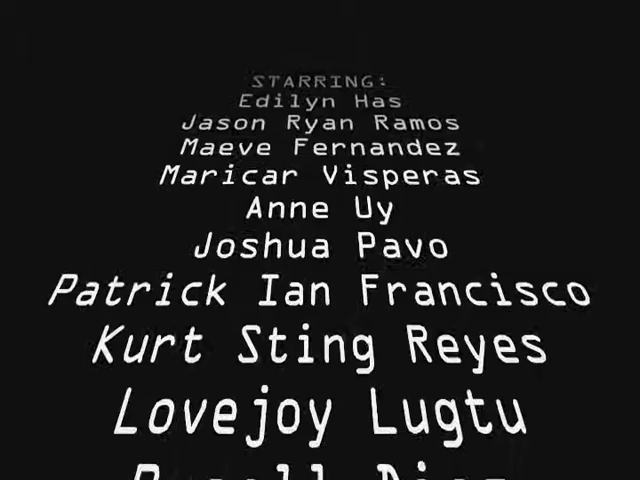 STARRING:
Edilyn Has
Jason Ryan Ramos
Maeve Fernandez
Maricar Visperas
Anne Uy
Joshua Pavo
Patrick Ian Francisco
Kurt Sting Reyes
Lovejoy Lugtu